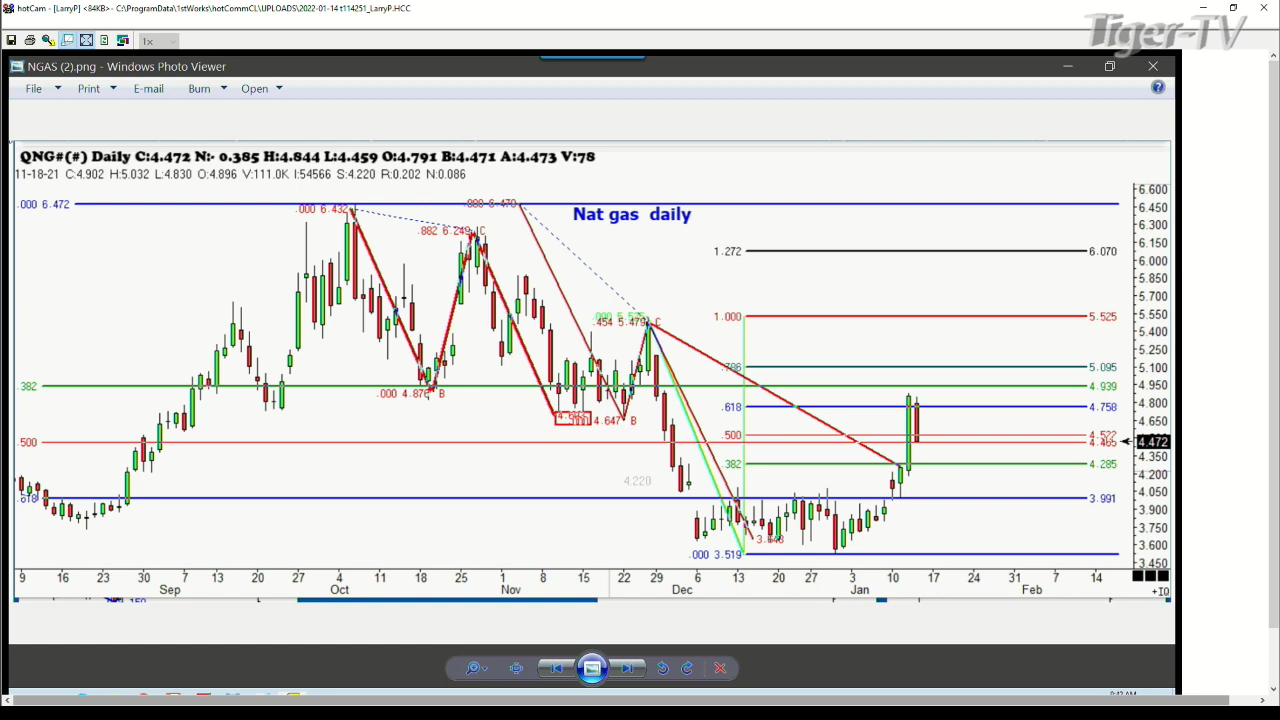 hotCam - [LarryP] <84KB> - C:\ProgramData\1stWorks\hotCommCL\UPLOADS\2022-01-14 t114251_LarryP.HCC
Tiger-TV
1x
NGAS (2).png - Windows Photo Viewer
File Print E-mail Burn Open
QNG#(#) Daily C:4.472 N:- 0.385 H:4.844 L:4.459 O:4.791 B:4.471 A:4.473 V:78
11-18-21 C:4.902 H:5.032 L:4.830 O:4.896 V:111.0K I:54566 S:4.220 R:0.202 N:0.086
6.600
.000 6.472
.000 6.432
6.450
Nat gas daily
.882 6.249 C
6.300
6.150
1.272 6.070
6.000
5.850
5.700
.454 5.479 C
1.000 5.525
5.550
5.400
5.250
.786 5.095
5.100
.382 4.939
4.950
.000 4.876 B
.618 4.758
4.800
4.647 B
4.650
.500 4.522
.500 4.465
4.472
4.350
.382 4.285
4.220
4.200
4.050
.618 3.991
3.900
3.750
3.600
.000 3.519
3.450
9 16 23 30 7 13 20 27 4 11 18 25 1 8 15 22 29 6 13 20 27 3 10 17 24 31 7 14
Sep Oct Nov Dec Jan Feb
+10